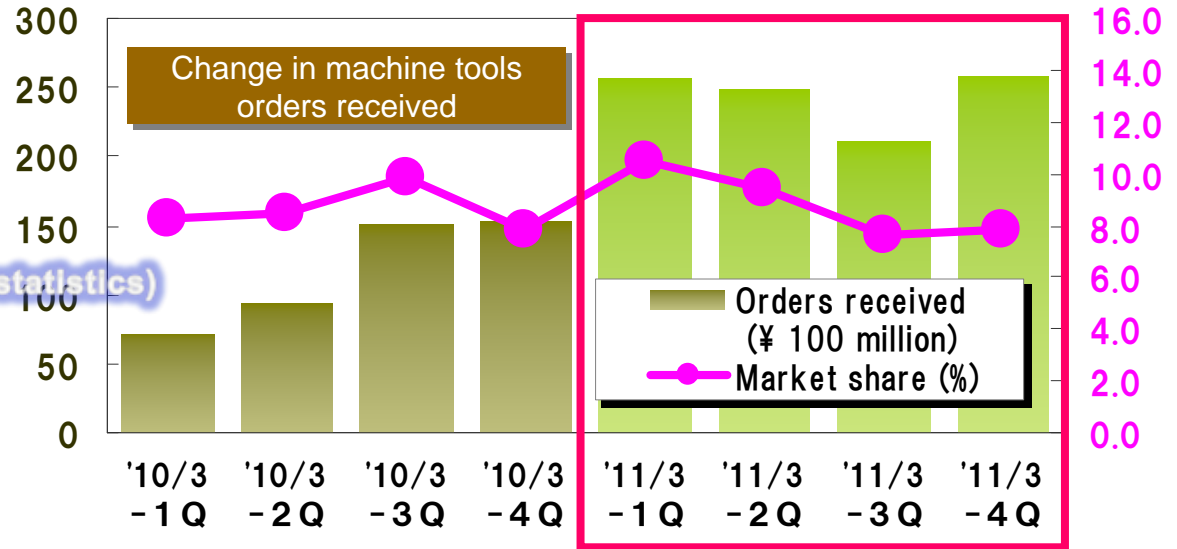 300
250
200
150
100
50
0
Change in machine tools
orders received
16.0
14.0
12.0
10.0
8.0
6.0
4.0
2.0
0.0
statistics)
Orders received
(¥ 100 million)
Market share (%)
'10/3 '10/3 '10/3 '10/3 '11/3 '11/3 '11/3 '11/3
-1Q -2Q -3Q -4Q -1Q -2Q -3Q -4Q